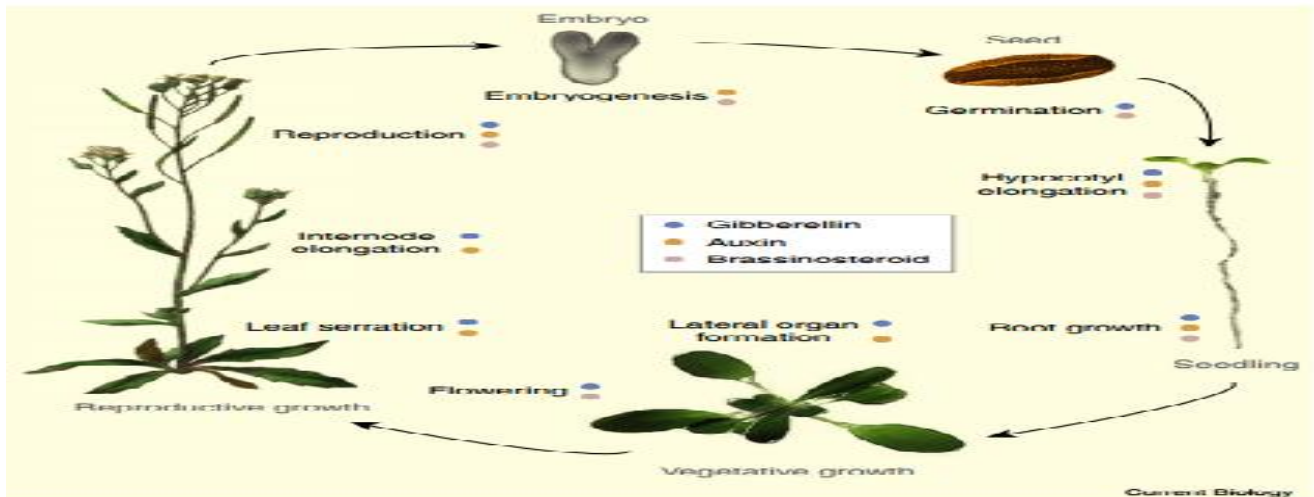 Embryo
Seed
Embryogenesis
Germination
Reproduction
Hypocotyl
elongation
Gibberellin
Auxin
Brassinosteroid
Internode
elongation
Leaf serration
Lateral organ
formation
Root growth
Seedling
Flowering
Reproductive growth
Vegetative growth
Current Biology